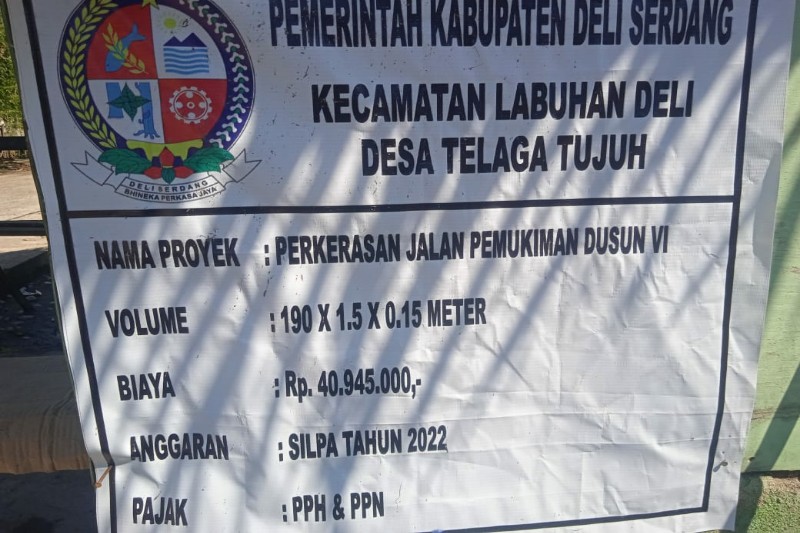 PEMERINTAH KABUPATEN DELI SERDANG
KECAMATAN LABUHAN DELI
DESA TELAGA TUJUH
DELI SERDANG
BHINEKA PERKASA JAYA
NAMA PROYEK : PERKERASAN JALAN PEMUKIMAN DUSUN VI
VOLUME : 190 X 1.5 X 0.15 METER
BIAYA : Rp. 40.945.000,-
ANGGARAN : SILPA TAHUN 2022
PAJAK : PPH & PPN